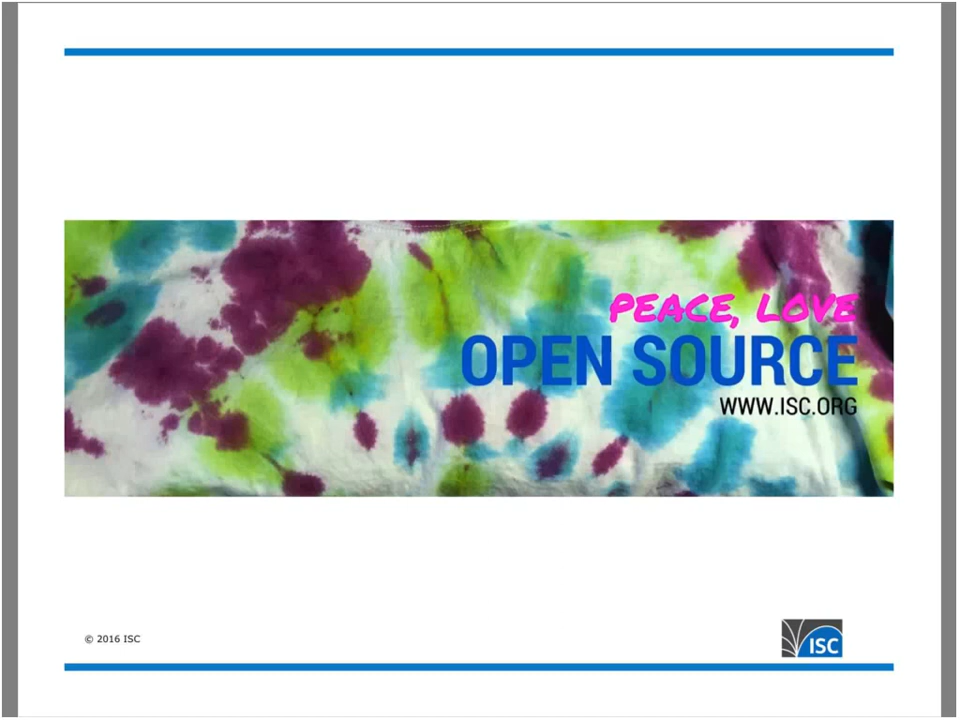 PEACE, LOVE
OPEN SOURCE
WWW.ISC.ORG
© 2016 ISC
ISC